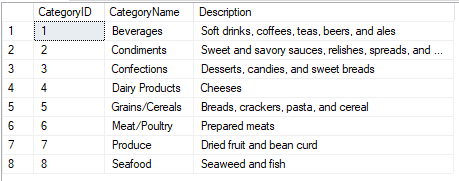 CategoryID CategoryName Description
1 1 Beverages Soft drinks, coffees, teas, beers, and ales
2 2 Condiments Sweet and savory sauces, relishes, spreads, and ...
3 3 Confections Desserts, candies, and sweet breads
4 4 Dairy Products Cheeses
5 5 Grains/Cereals Breads, crackers, pasta, and cereal
6 6 Meat/Poultry Prepared meats
7 7 Produce Dried fruit and bean curd
8 8 Seafood Seaweed and fish